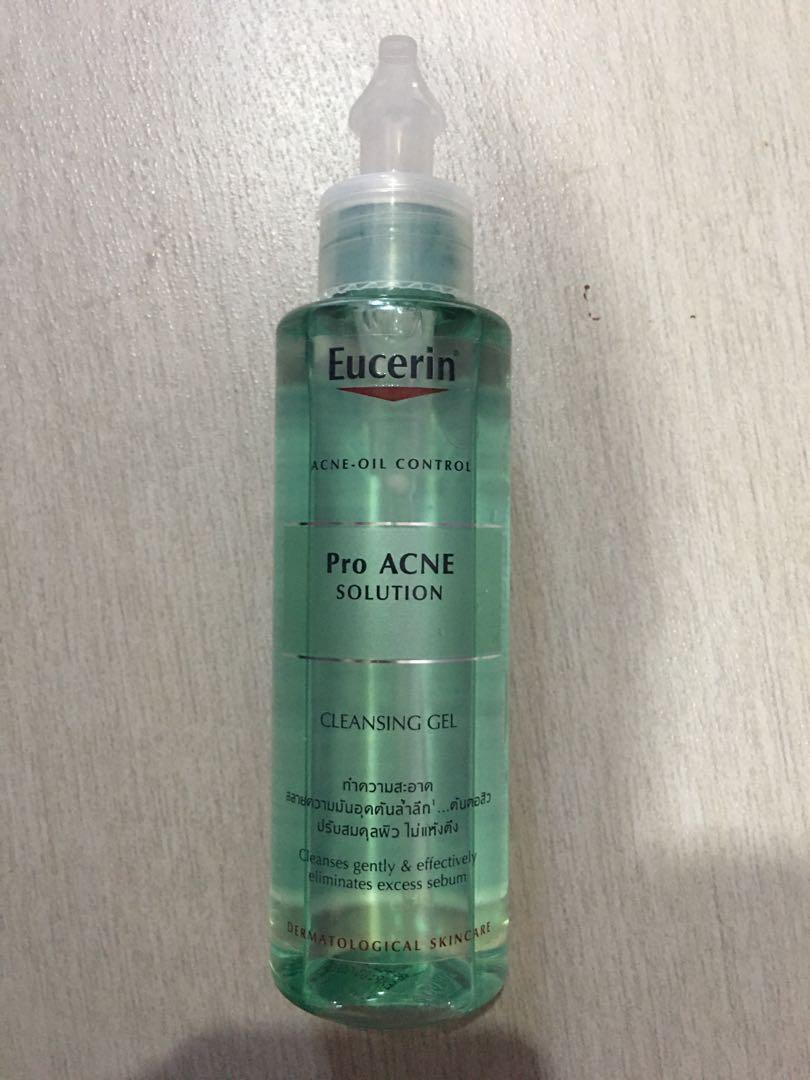 Eucerin®
ACNE-OIL CONTROL
Pro ACNE
SOLUTION
CLEANSING GEL
ทำความสะอาด
สลายความมันอุดตันล้ำลึก¹...ต้นตอสิว
ปรับสมดุลผิว ไม่แห้งตึง
Cleanses gently & effectively
eliminates excess sebum
DERMATOLOGICAL SKINCARE